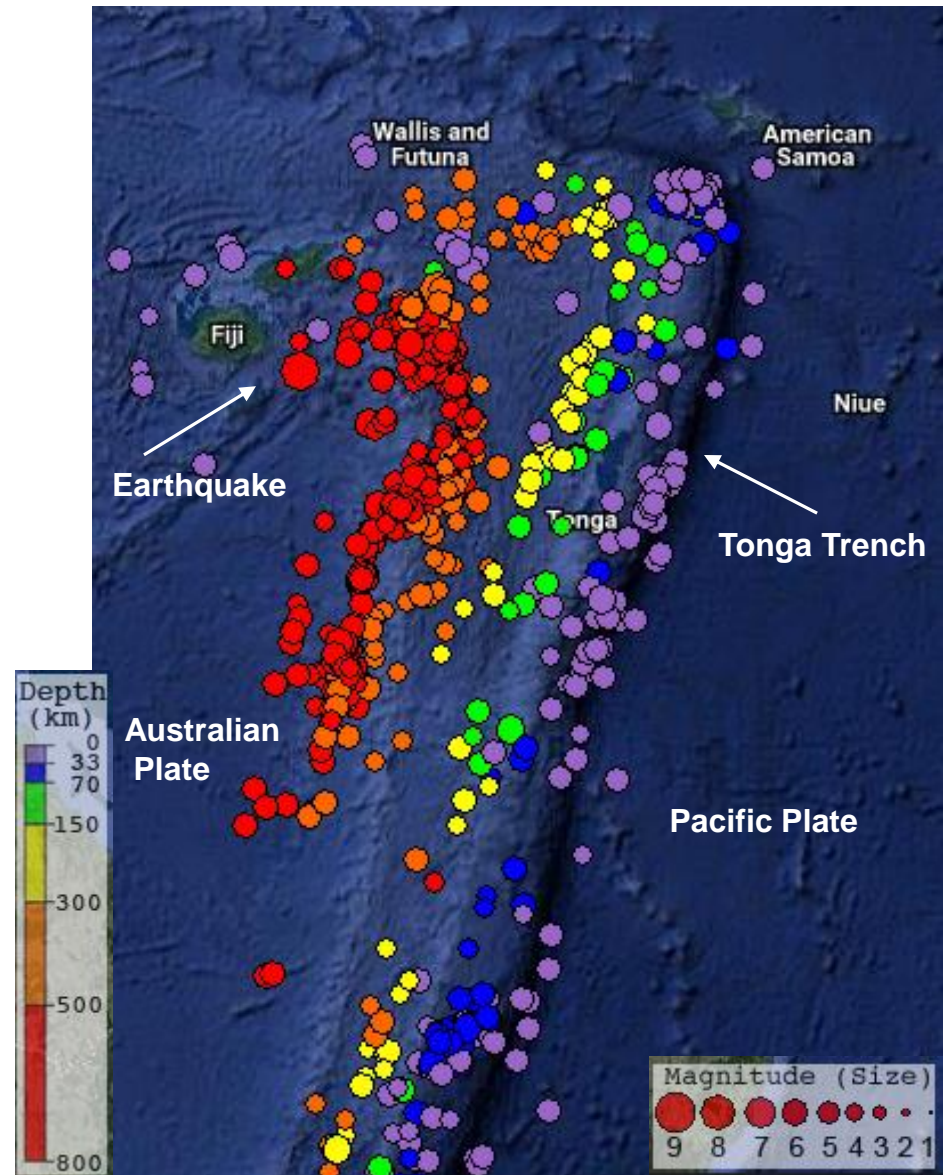 Wallis and
Futuna
American
Samoa
Fiji
Niue
Earthquake
Tonga
Tonga Trench
Depth
(km)
0
33
70
150
300
500
800
Australian
Plate
Pacific Plate
Magnitude (Size)
9 8 7 6 5 4 3 2 1